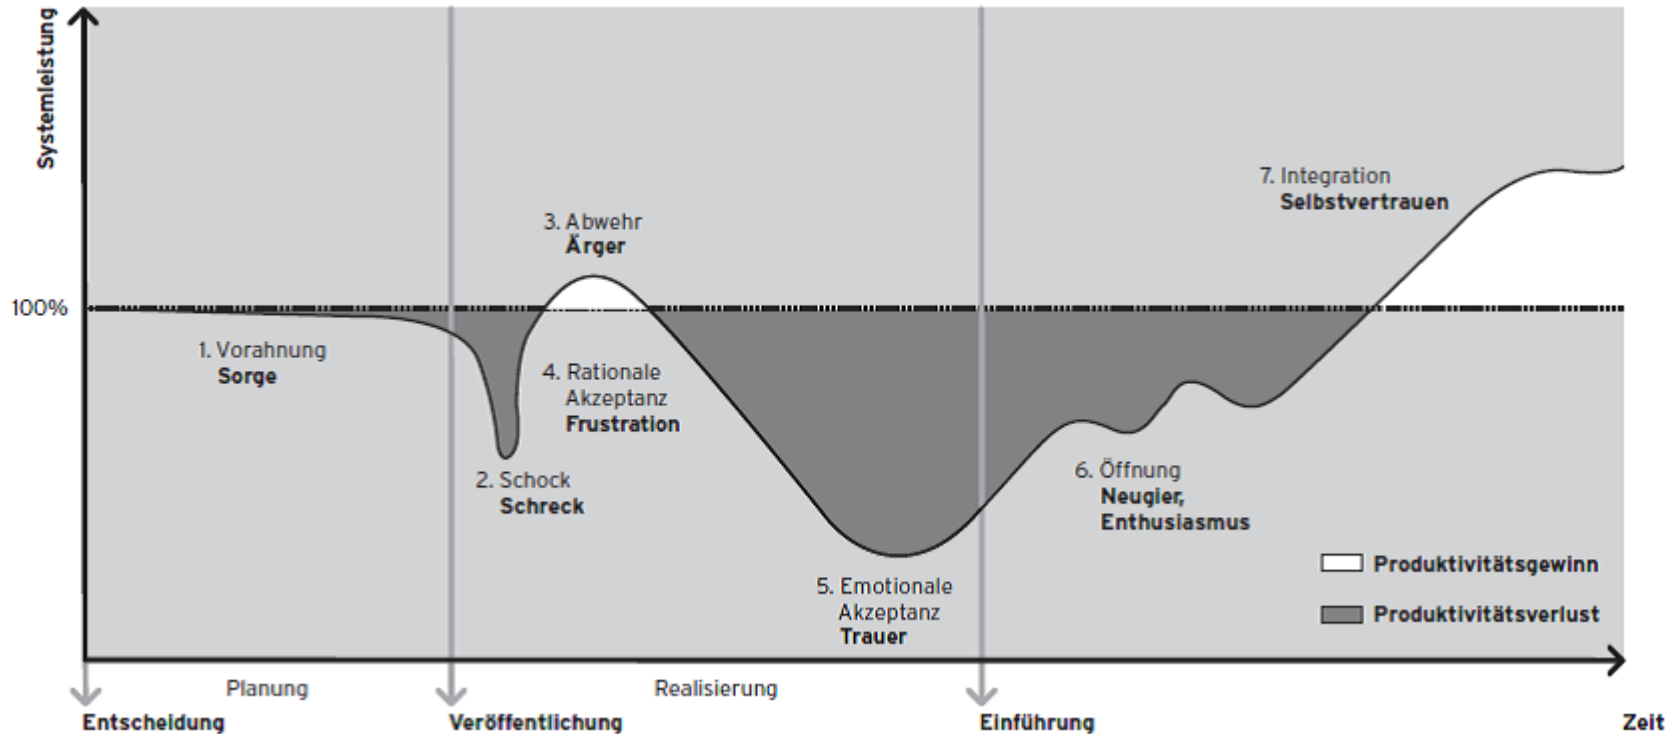 Systemleistung
7. Integration
Selbstvertrauen
3. Abwehr
Ärger
100%
1. Vorahnung
Sorge
4. Rationale
Akzeptanz
Frustration
2. Schock
Schreck
6. Öffnung
Neugier,
Enthusiasmus
5. Emotionale
Akzeptanz
Trauer
Produktivitätsgewinn
Produktivitätsverlust
Planung
Realisierung
Entscheidung
Veröffentlichung
Einführung
Zeit